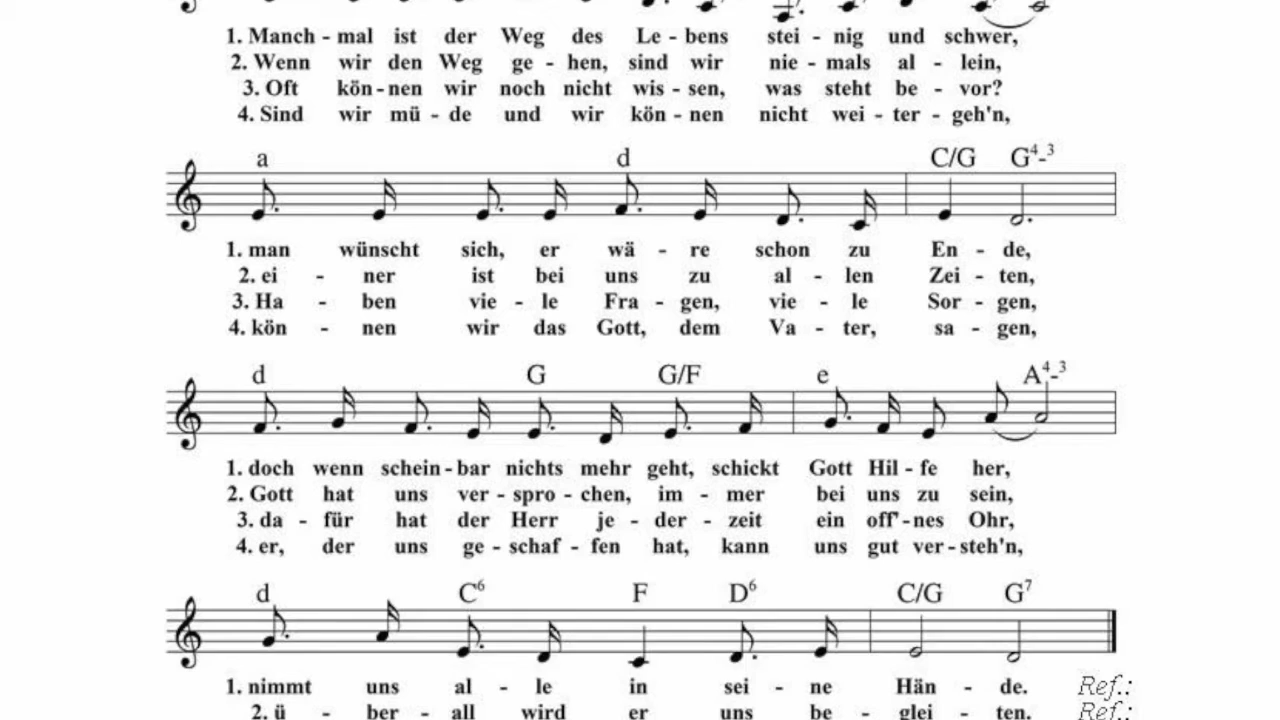 1. Manch - mal ist der Weg des Le - bens stei - nig und schwer,
2. Wenn wir den Weg ge - hen, sind wir nie - mals al - lein,
3. Oft kön - nen wir noch nicht wis - sen, was steht be - vor?
4. Sind wir mü - de und wir kön - nen nicht wei - ter - geh'n,
a d C/G G4-3
1. man wünscht sich, er wä - re schon zu En - de,
2. ei - ner ist bei uns zu al - len Zei - ten,
3. Ha - ben vie - le Fra - gen, vie - le Sor - gen,
4. kön - nen wir das Gott, dem Va - ter, sa - gen,
d G G/F e A4-3
1. doch wenn schein - bar nichts mehr geht, schickt Gott Hil - fe her,
2. Gott hat uns ver - spro - chen, im - mer bei uns zu sein,
3. da - für hat der Herr je - der - zeit ein off' - nes Ohr,
4. er, der uns ge - schaf - fen hat, kann uns gut ver - steh'n,
d C6 F D6 C/G G7
1. nimmt uns al - le in sei - ne Hän - de. Ref.:
2. ü - ber - all wird er uns be - glei - ten. Ref.: